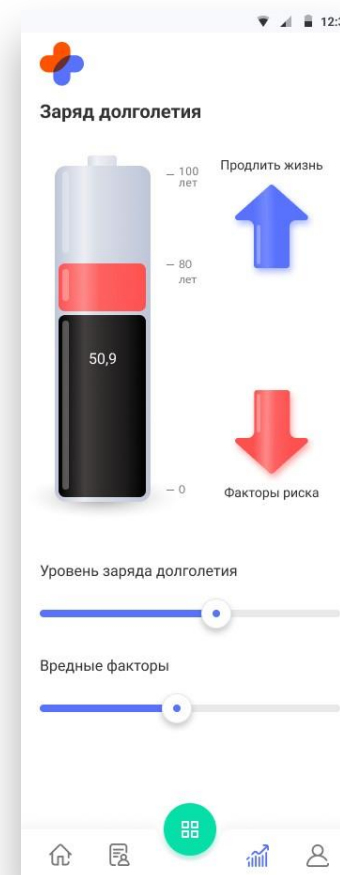 12:3
Заряд долголетия
– 100
лет
Продлить жизнь
– 80
лет
50,9
– 0
Факторы риска
Уровень заряда долголетия
Вредные факторы